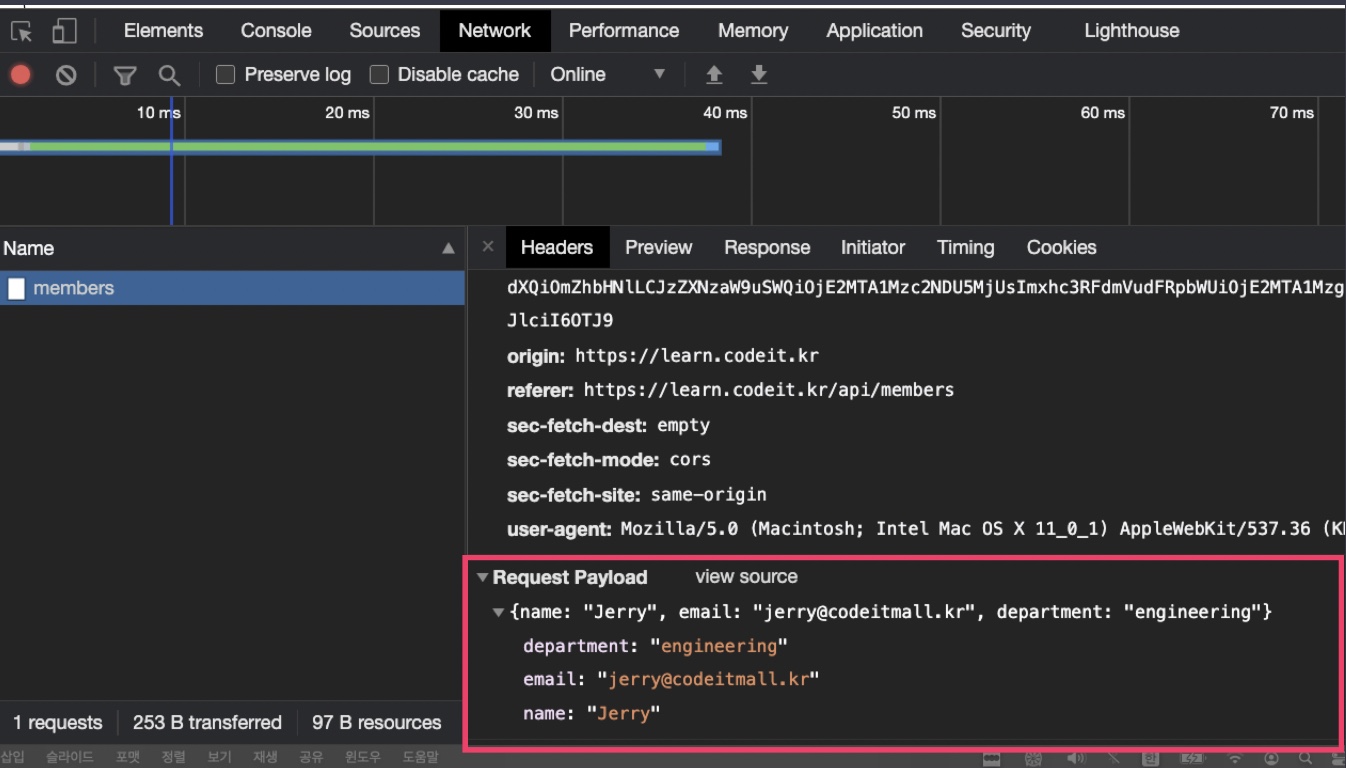 Elements Console Sources Network Performance Memory Application Security Lighthouse
Preserve log Disable cache Online
10 ms 20 ms 30 ms 40 ms 50 ms 60 ms 70 ms
Name
members
1 requests 253 B transferred 97 B resources
Headers Preview Response Initiator Timing Cookies
dXQiOmZhbHNlLCJzZXNzaW9uSWQiOjE2MTA1Mzc2NDU5MjUsImxhc3RFdmVudFRpbWUiOjE2MTA1Mzg
JlciI6OTJ9
origin: https://learn.codeit.kr
referer: https://learn.codeit.kr/api/members
sec-fetch-dest: empty
sec-fetch-mode: cors
sec-fetch-site: same-origin
user-agent: Mozilla/5.0 (Macintosh; Intel Mac OS X 11_0_1) AppleWebKit/537.36
Request Payload view source
{name: "Jerry", email: "jerry@codeitmall.kr", department: "engineering"}
department: "engineering"
email: "jerry@codeitmall.kr"
name: "Jerry"
삽입 슬라이드 포맷 정렬 보기 재생 공유 윈도우 도움말